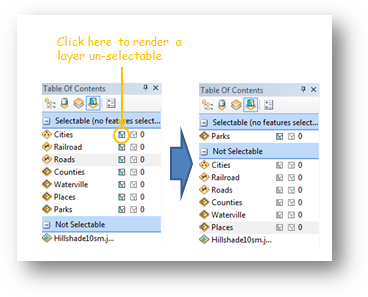 Click here to render a
layer un-selectable
Table Of Contents
Selectable (no features select...
Cities 0
Railroad 0
Roads 0
Counties 0
Waterville 0
Places 0
Parks 0
Not Selectable
Hillshade10sm.j...
Table Of Contents
Selectable (no features select...
Parks 0
Not Selectable
Cities 0
Railroad 0
Roads 0
Counties 0
Waterville 0
Places 0
Hillshade10sm.j...